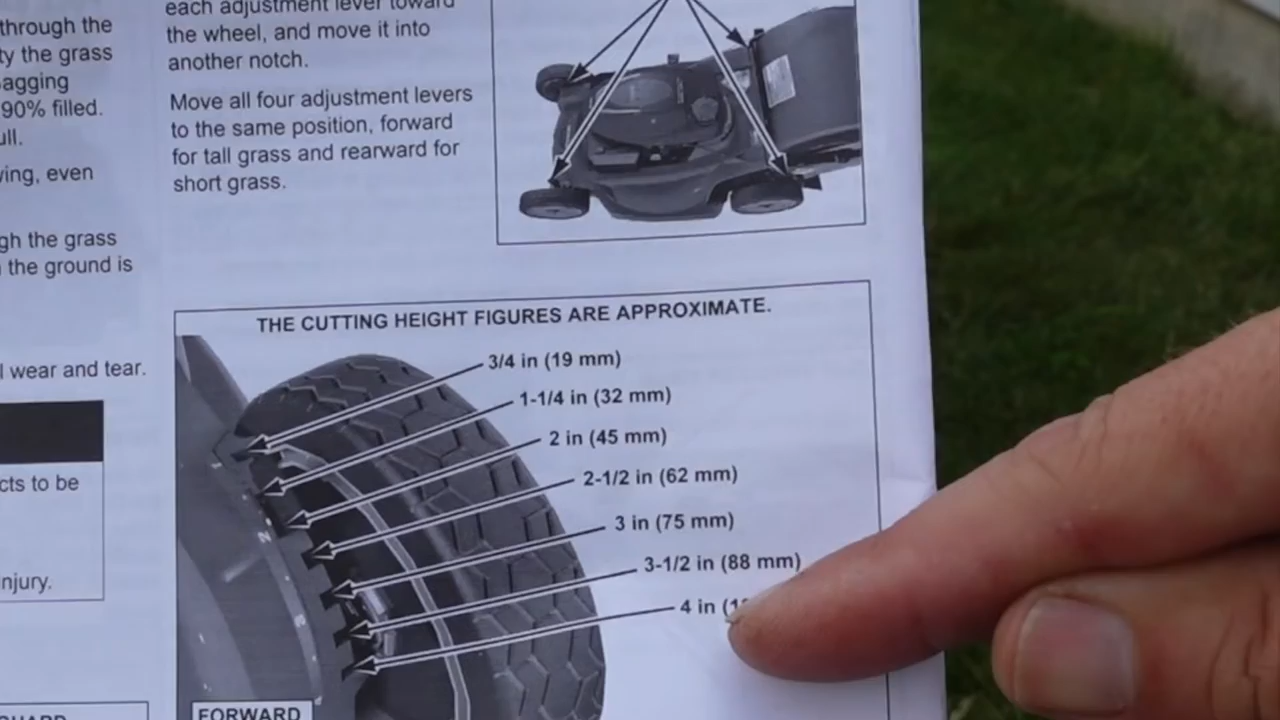 through the
ty the grass
agging
90% filled.
ull.
ving, even
gh the grass
the ground is
l wear and tear.
cts to be
njury.
each adjustment lever toward
the wheel, and move it into
another notch.
Move all four adjustment levers
to the same position, forward
for tall grass and rearward for
short grass.
THE CUTTING HEIGHT FIGURES ARE APPROXIMATE.
3/4 in (19 mm)
1-1/4 in (32 mm)
2 in (45 mm)
2-1/2 in (62 mm)
3 in (75 mm)
3-1/2 in (88 mm)
4 in (1
2
3
FORWARD